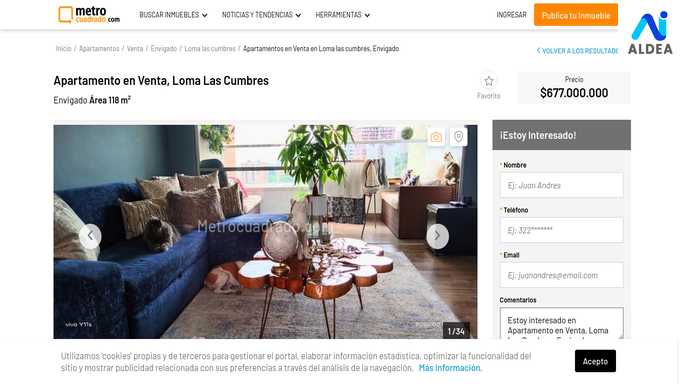 metro
cuadrado.com
BUSCAR INMUEBLES
NOTICIAS Y TENDENCIAS
HERRAMIENTAS
INGRESAR
Publica tu Inmueble
ALDEA
Inicio / Apartamentos / Venta / Envigado / Loma las cumbres / Apartamentos en Venta en Loma las cumbres, Envigado
VOLVER A LOS RESULTADO
Apartamento en Venta, Loma Las Cumbres
Envigado Área 118 m²
Favorito
Precio
$677.000.000
¡Estoy Interesado!
* Nombre
Ej: Juan Andres
* Teléfono
Ej: 322*******
* Email
Ej: juanandres@email.com
Comentarios
Estoy interesado en
Apartamento en Venta, Loma
Metrocuadrado.com
vivo Y11s
1 / 34
Utilizamos 'cookies' propias y de terceros para gestionar el portal, elaborar información estadística, optimizar la funcionalidad del
sitio y mostrar publicidad relacionada con sus preferencias a través del análisis de la navegación. Más Información.
Acepto